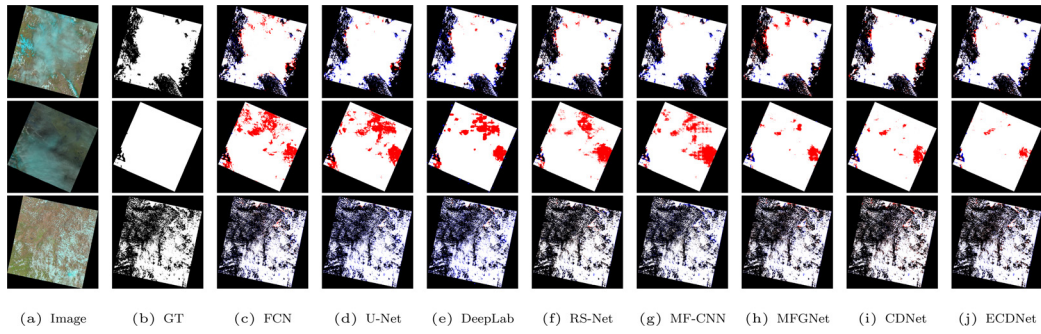 (a) Image (b) GT (c) FCN (d) U-Net (e) DeepLab (f) RS-Net (g) MF-CNN (h) MFGNet (i) CDNet (j) ECDNet